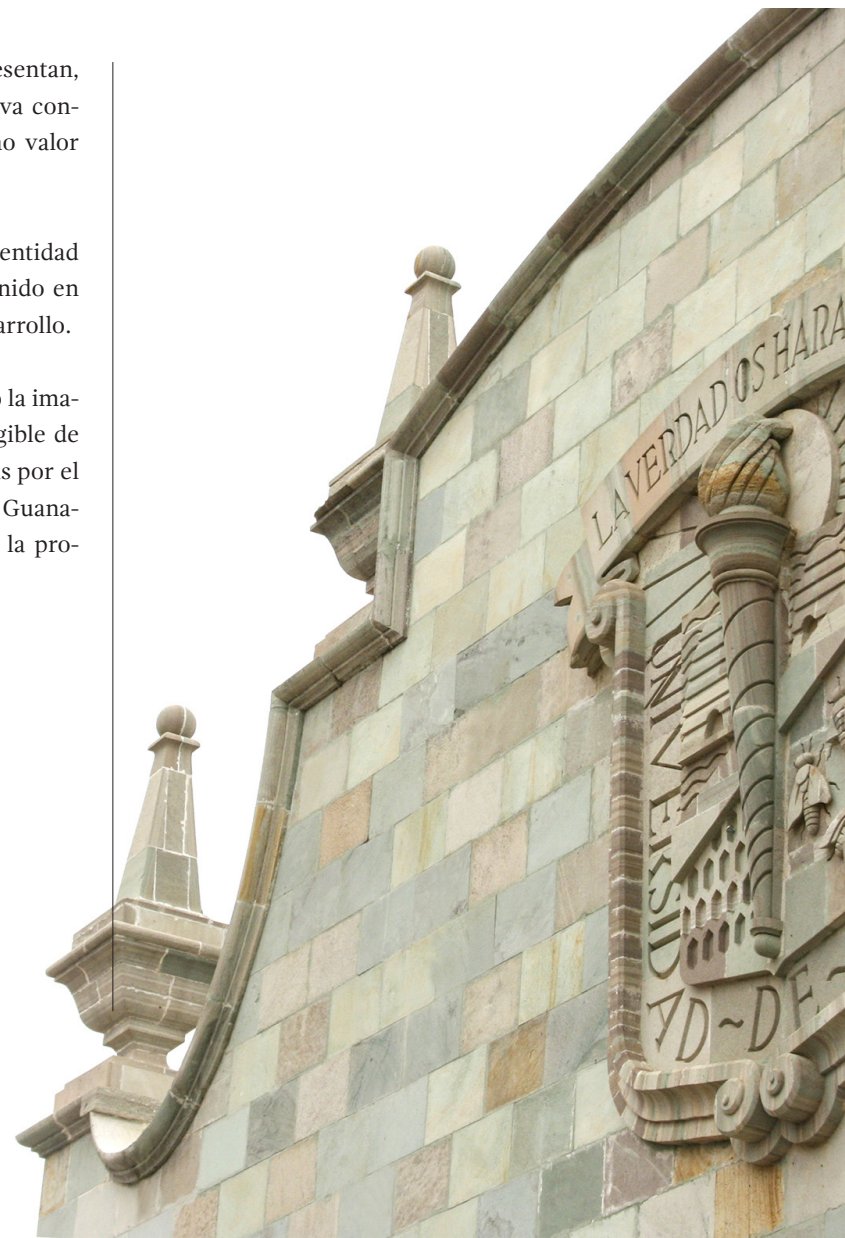 esentan,
va con-
no valor
entidad
nido en
arrollo.
o la ima-
gible de
s por el
Guana-
la pro-
LA VERDAD OS HARA
UNIVERSIDAD ~ DE ~